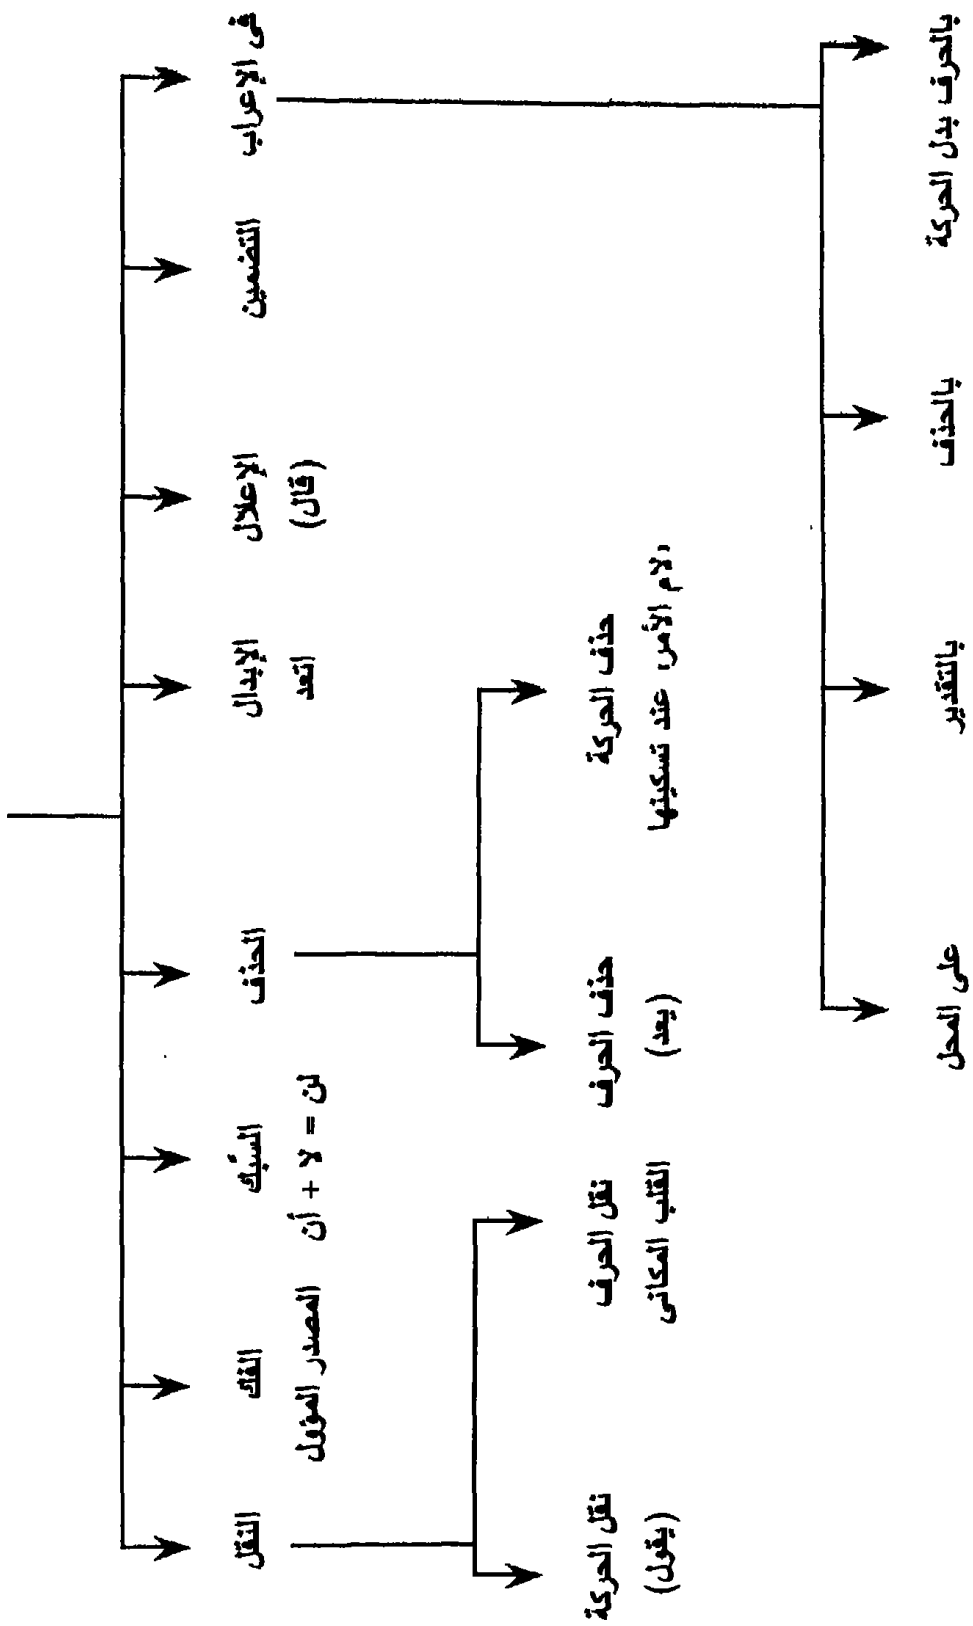 فى الإعراب
التضمين
الإعلال
(قال)
الإبدال
اتعد
الحذف
السَّبك
لن = لا + أن
الفك
المصدر المؤول
النقل
حذف الحركة
لام الأمر، عند تسكينها
حذف الحرف
(يعد)
نقل الحرف
القلب المكانى
نقل الحركة
(يقول)
بالحرف بدل الحركة
بالحذف
بالتقدير
على المحل